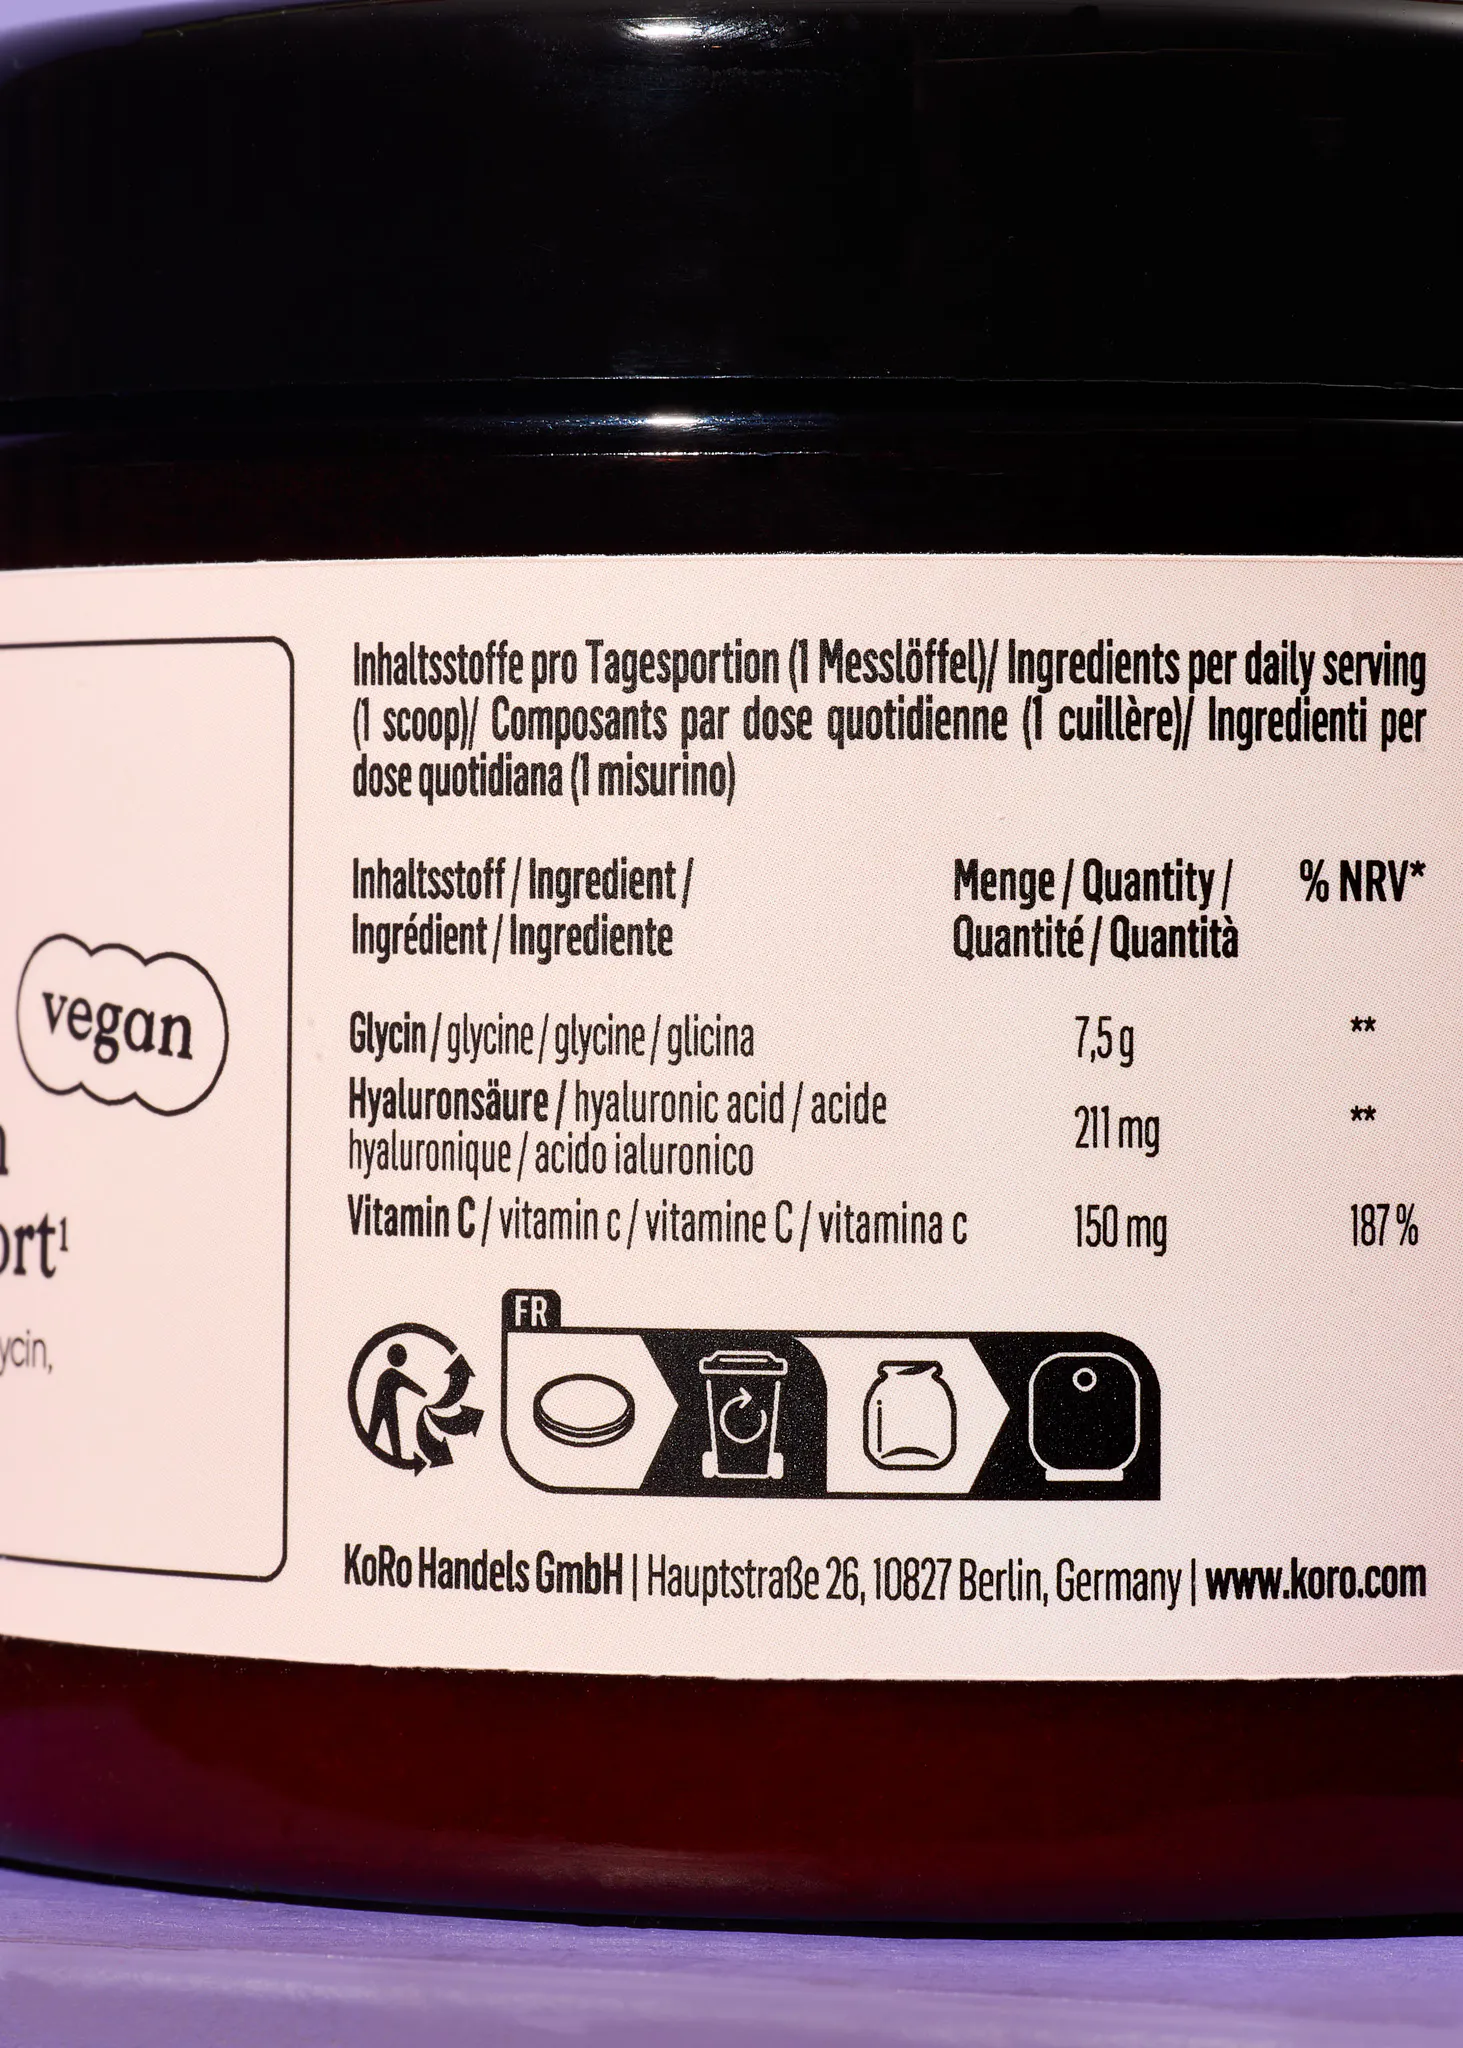 vegan
ort¹
ycin,
Inhaltsstoffe pro Tagesportion (1 Messlöffel)/ Ingredients per daily serving
(1 scoop)/ Composants par dose quotidienne (1 cuillère)/ Ingredienti per
dose quotidiana (1 misurino)
Inhaltsstoff / Ingredient /
Ingrédient / Ingrediente
Menge / Quantity /
Quantité / Quantità
% NRV*
Glycin / glycine / glycine / glicina 7,5 g **
Hyaluronsäure / hyaluronic acid / acide
hyaluronique / acido ialuronico 211 mg **
Vitamin C / vitamin c / vitamine C / vitamina c 150 mg 187 %
FR
KoRo Handels GmbH | Hauptstraße 26, 10827 Berlin, Germany | www.koro.com